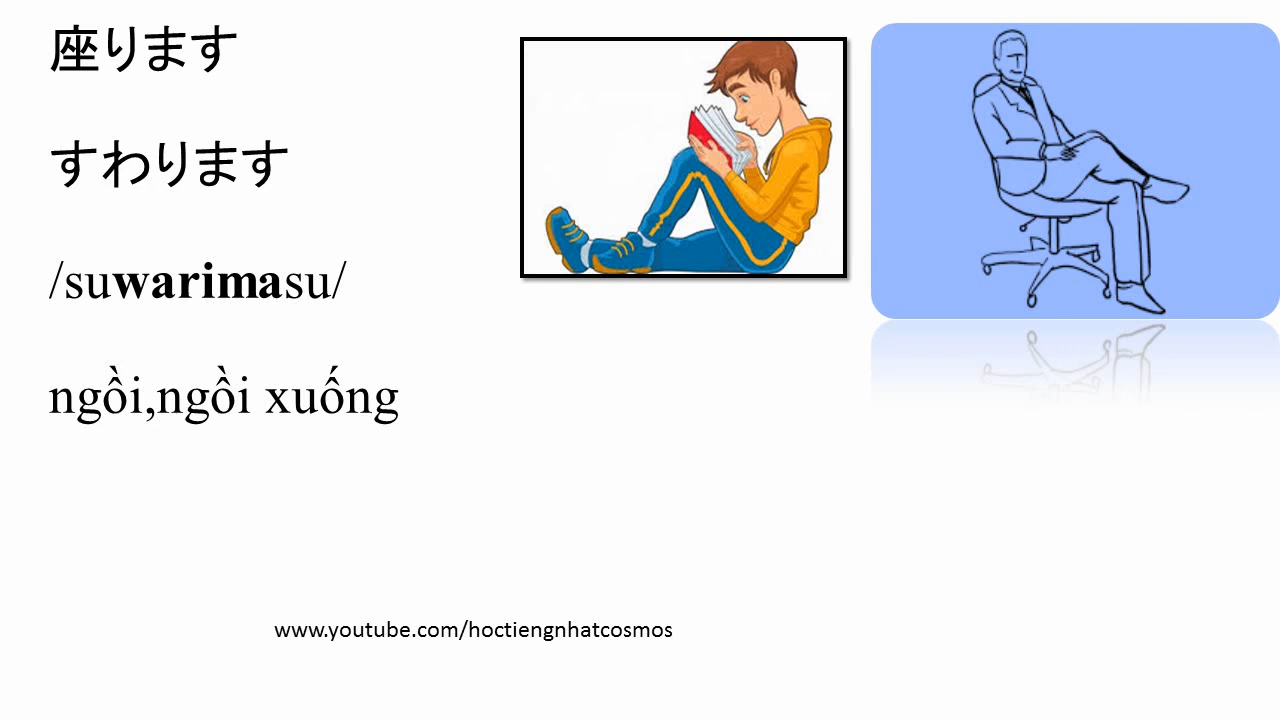 座ります
すわります
/suwarimasu/
ngồi,ngồi xuống
www.youtube.com/hoctiengnhatcosmos